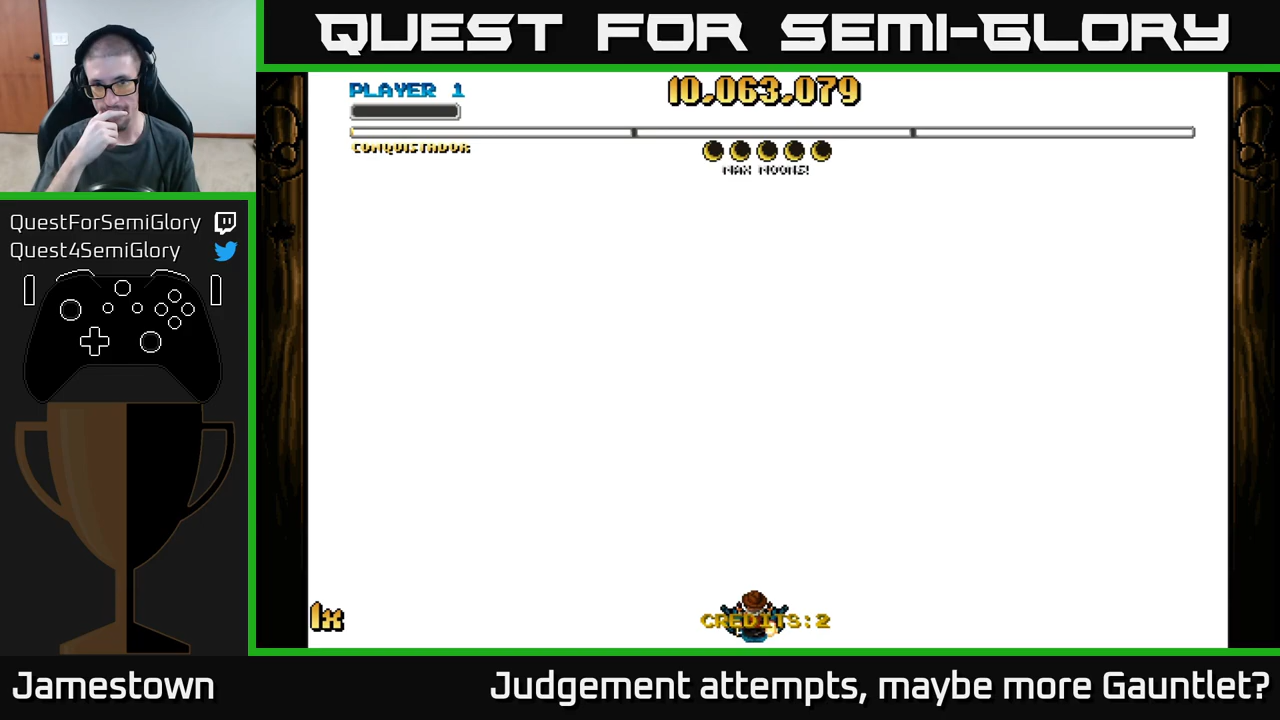 QUEST FOR SEMI-GLORY
PLAYER 1
10,063,079
CONQUISTADOR
MAX MOONS!
QuestForSemiGlory
Quest4SemiGlory
1x
CREDITS:2
Jamestown
Judgement attempts, maybe more Gauntlet?